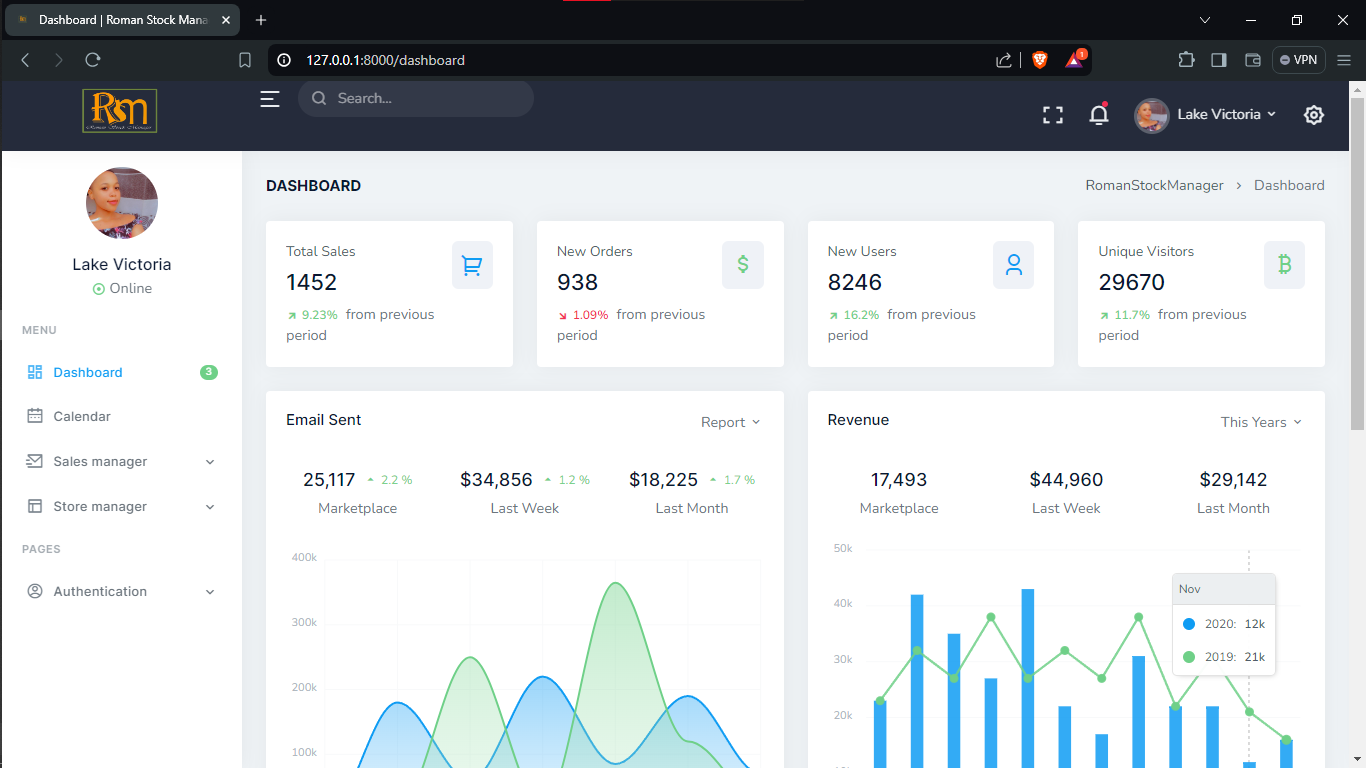 Dashboard | Roman Stock Mana
127.0.0.1:8000/dashboard
1
VPN
Rsm
Roman Stock Manager
Search...
Lake Victoria
Lake Victoria
Online
MENU
Dashboard
3
Calendar
Sales manager
Store manager
PAGES
Authentication
DASHBOARD
RomanStockManager > Dashboard
Total Sales
1452
9.23% from previous
period
New Orders
938
1.09% from previous
period
New Users
8246
16.2% from previous
period
Unique Visitors
29670
11.7% from previous
period
Email Sent
Report
25,117 2.2 %
Marketplace
$34,856 1.2 %
Last Week
$18,225 1.7 %
Last Month
400k
300k
200k
100k
Revenue
This Years
17,493
Marketplace
$44,960
Last Week
$29,142
Last Month
50k
40k
30k
20k
Nov
2020: 12k
2019: 21k